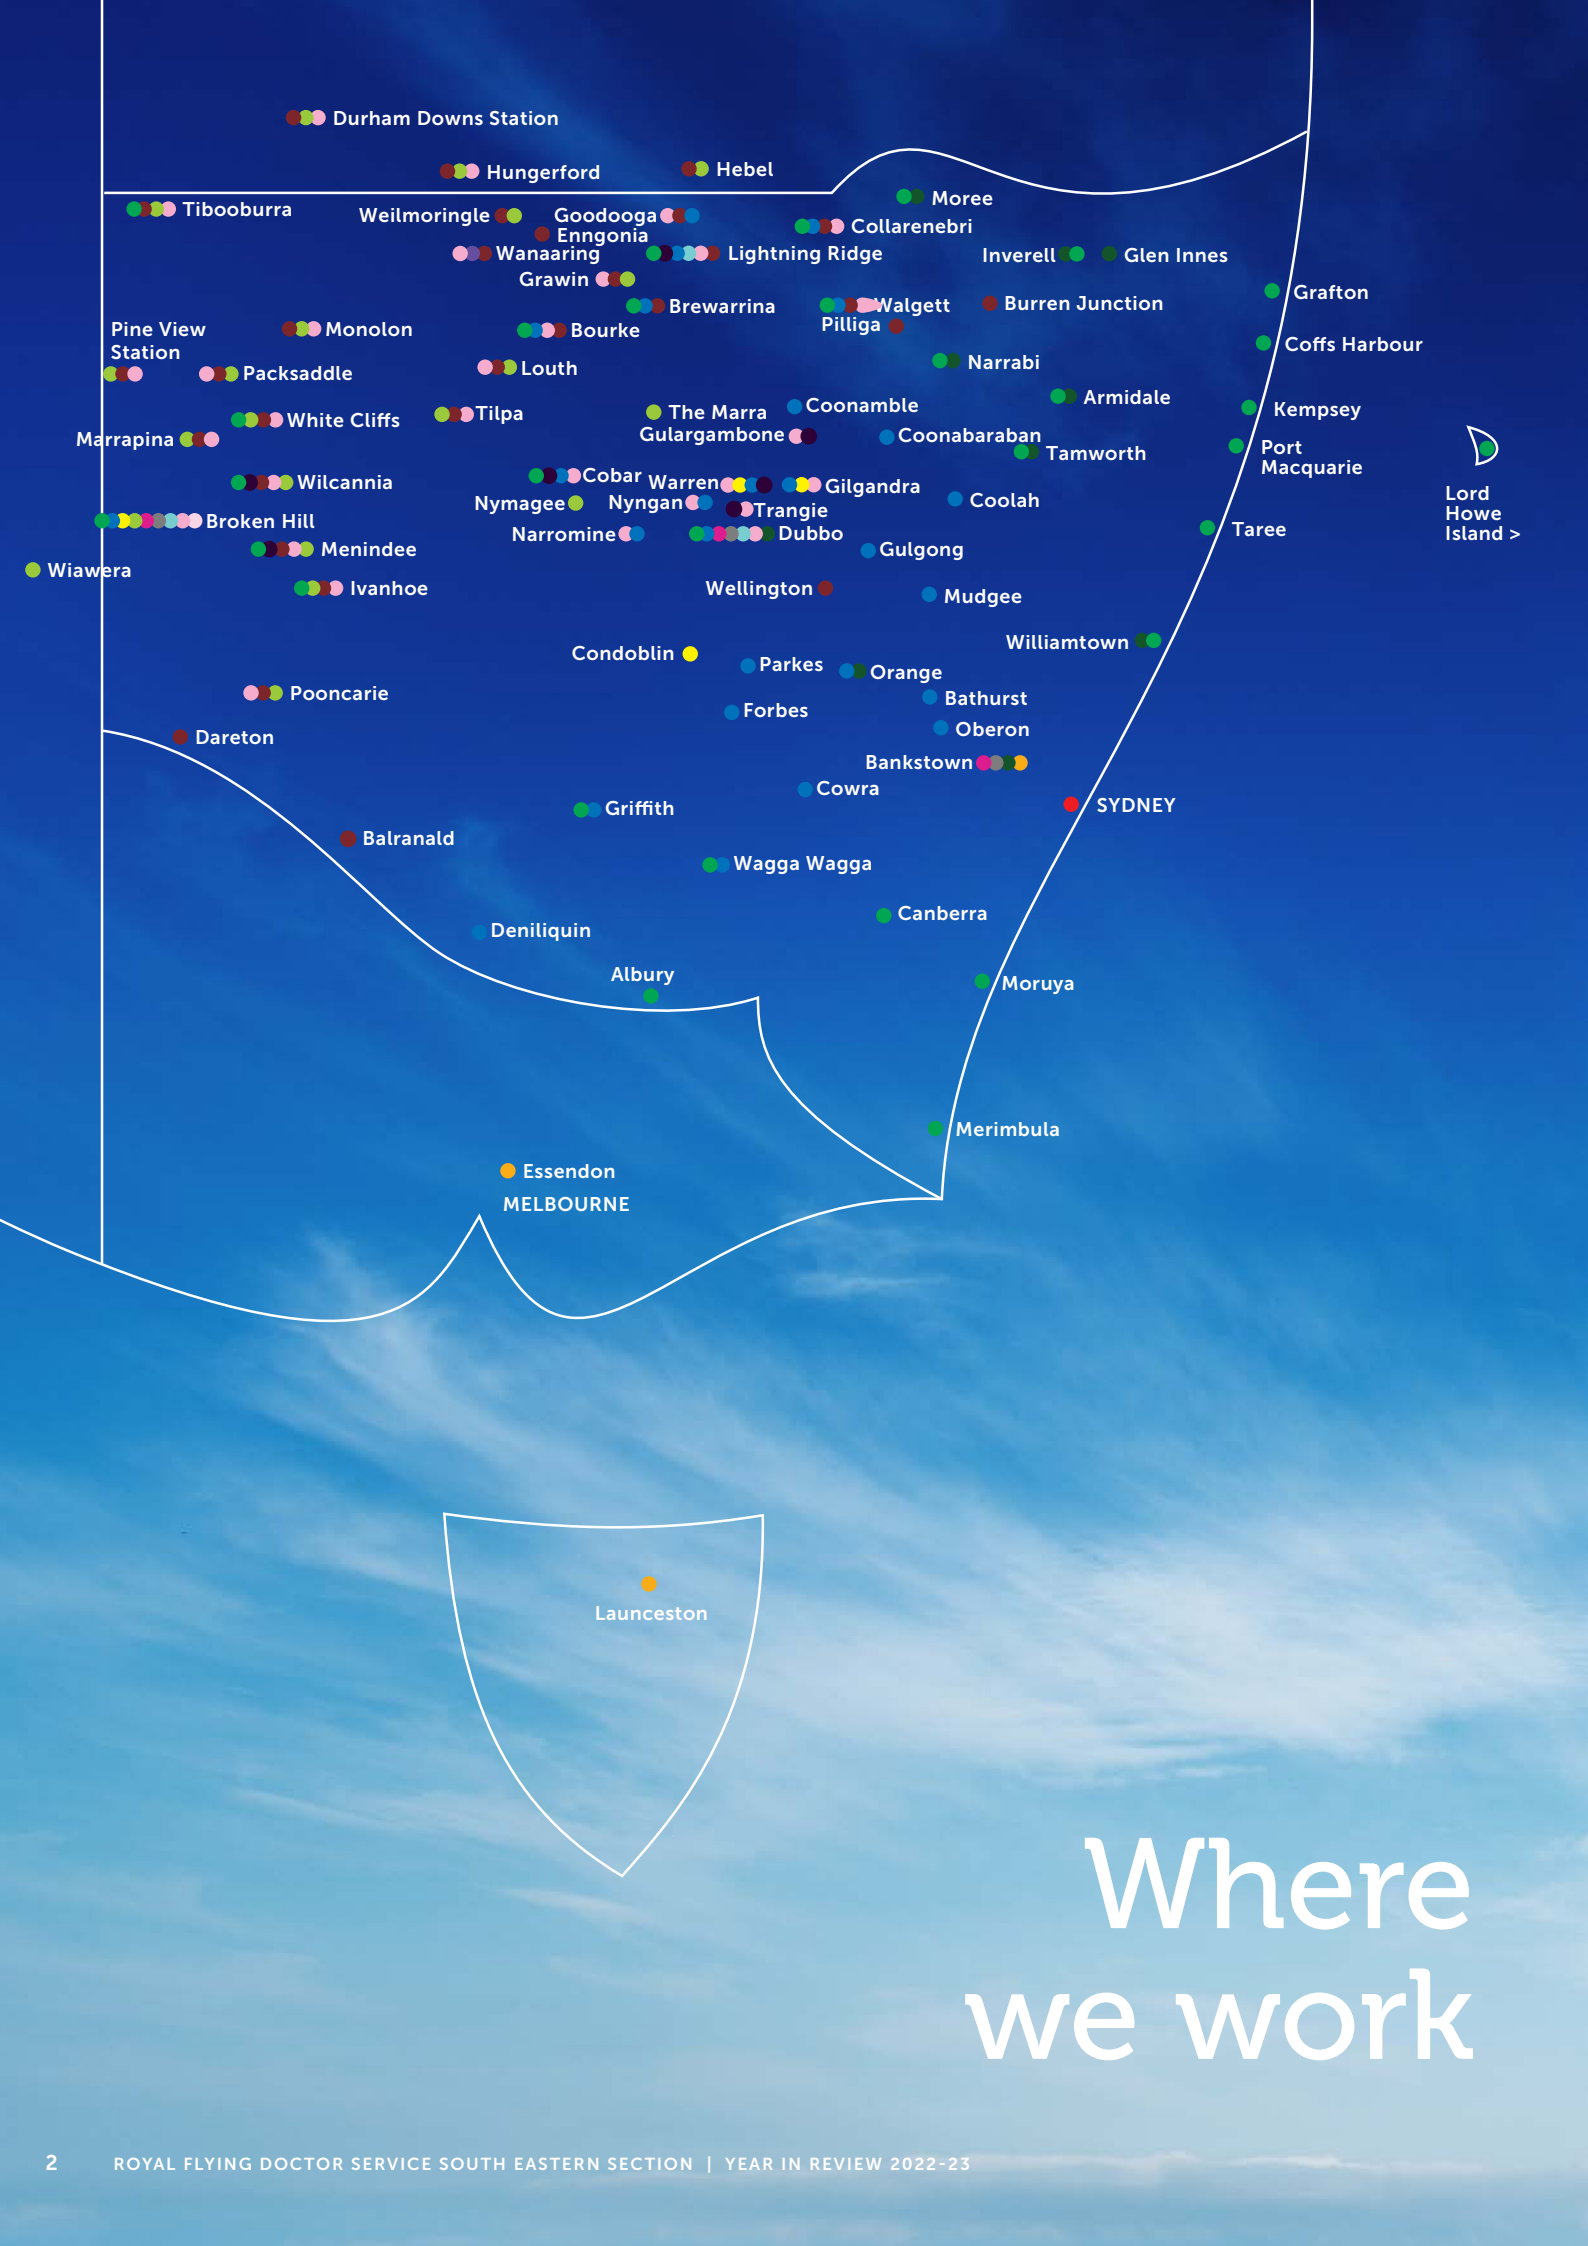 Durham Downs Station
Hungerford
Hebel
Tibooburra
Weilmoringle
Goodooga
Moree
Enngonia
Collarenebri
Wanaaring
Lightning Ridge
Inverell
Glen Innes
Grawin
Grafton
Brewarrina
Walgett
Burren Junction
Pine View
Station
Monolon
Bourke
Pilliga
Coffs Harbour
Packsaddle
Louth
Narrabi
Armidale
White Cliffs
Tilpa
The Marra
Coonamble
Kempsey
Marrapina
Gulargambone
Coonabaraban
Tamworth
Port
Macquarie
Wilcannia
Cobar
Warren
Gilgandra
Lord
Howe
Island >
Nymagee
Nyngan
Trangie
Coolah
Broken Hill
Narromine
Dubbo
Taree
Menindee
Gulgong
Wiawera
Ivanhoe
Wellington
Mudgee
Williamtown
Condoblin
Parkes
Orange
Pooncarie
Bathurst
Forbes
Oberon
Dareton
Bankstown
Cowra
SYDNEY
Griffith
Balranald
Wagga Wagga
Canberra
Deniliquin
Albury
Moruya
Merimbula
Essendon
MELBOURNE
Launceston
Where
we work
2 ROYAL FLYING DOCTOR SERVICE SOUTH EASTERN SECTION | YEAR IN REVIEW 2022-23